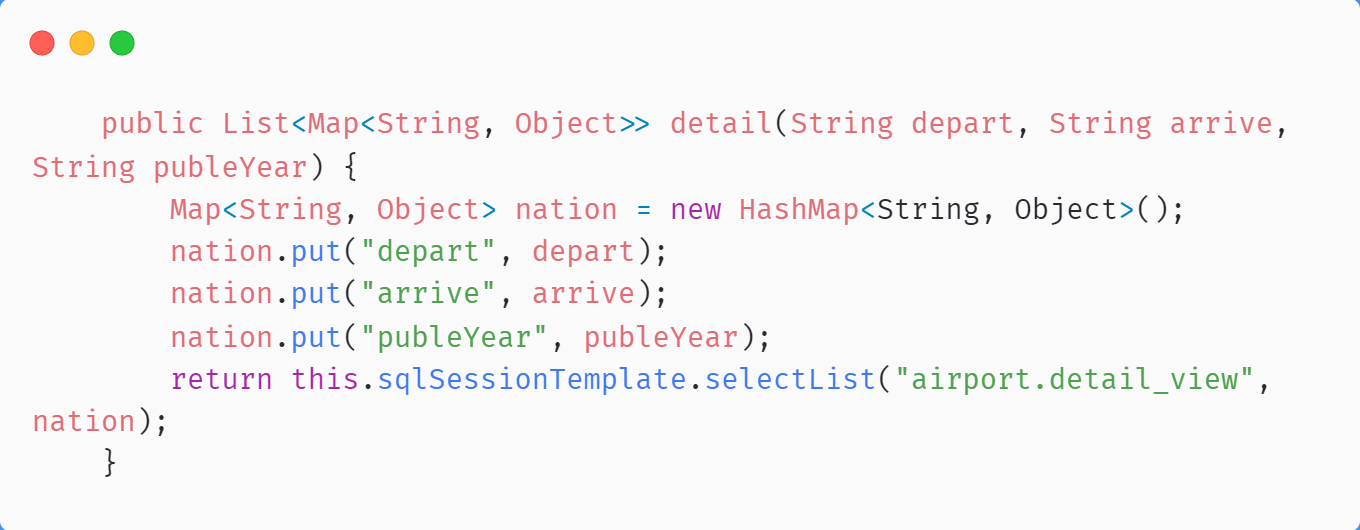 public List<Map<String, Object>> detail(String depart, String arrive,
String publeYear) {
Map<String, Object> nation = new HashMap<String, Object>();
nation.put("depart", depart);
nation.put("arrive", arrive);
nation.put("publeYear", publeYear);
return this.sqlSessionTemplate.selectList("airport.detail_view",
nation);
}